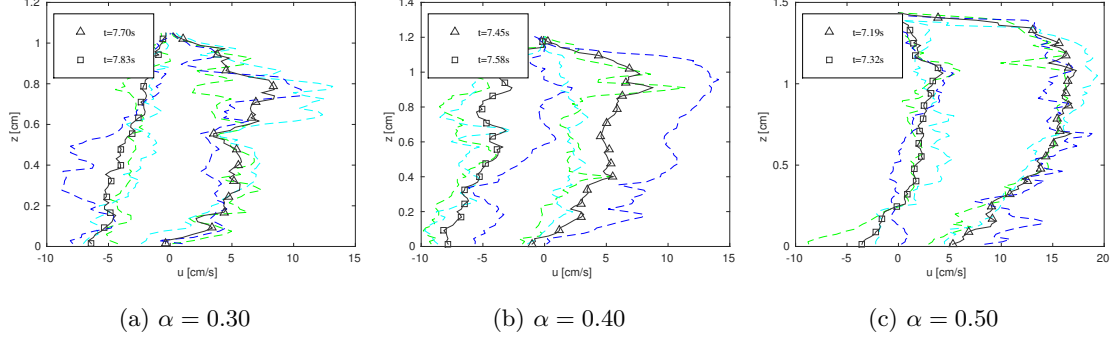 t=7.70s
t=7.83s
z [cm]
1.2
1
0.8
0.6
0.4
0.2
0
-10 -5 0 5 10 15
u [cm/s]
(a) α = 0.30
t=7.45s
t=7.58s
z [cm]
1.4
1.2
1
0.8
0.6
0.4
0.2
0
-10 -5 0 5 10 15
u [cm/s]
(b) α = 0.40
t=7.19s
t=7.32s
z [cm]
1.5
1
0.5
0
-10 -5 0 5 10 15 20
u [cm/s]
(c) α = 0.50